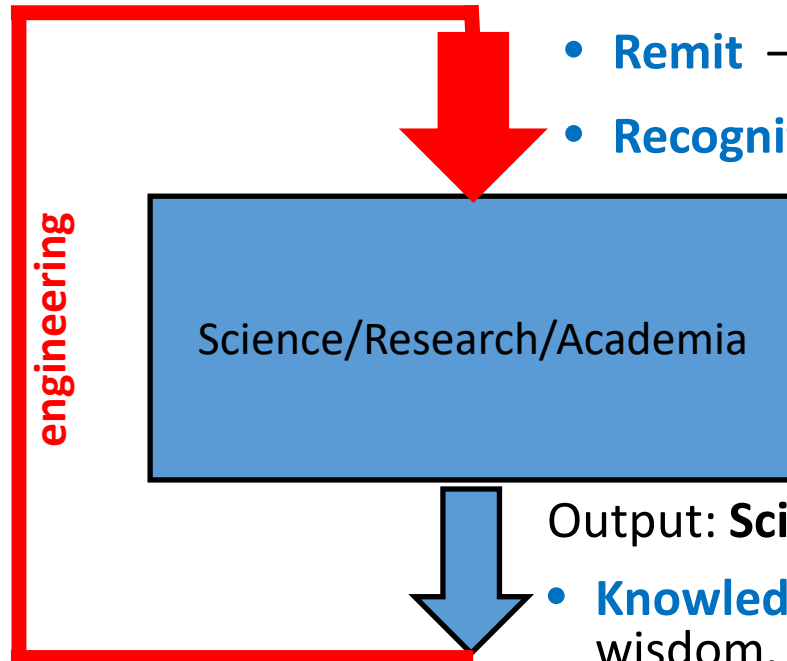 • Remit –
• Recogni
engineering
Science/Research/Academia
Output: Sci
• Knowled
wisdom.